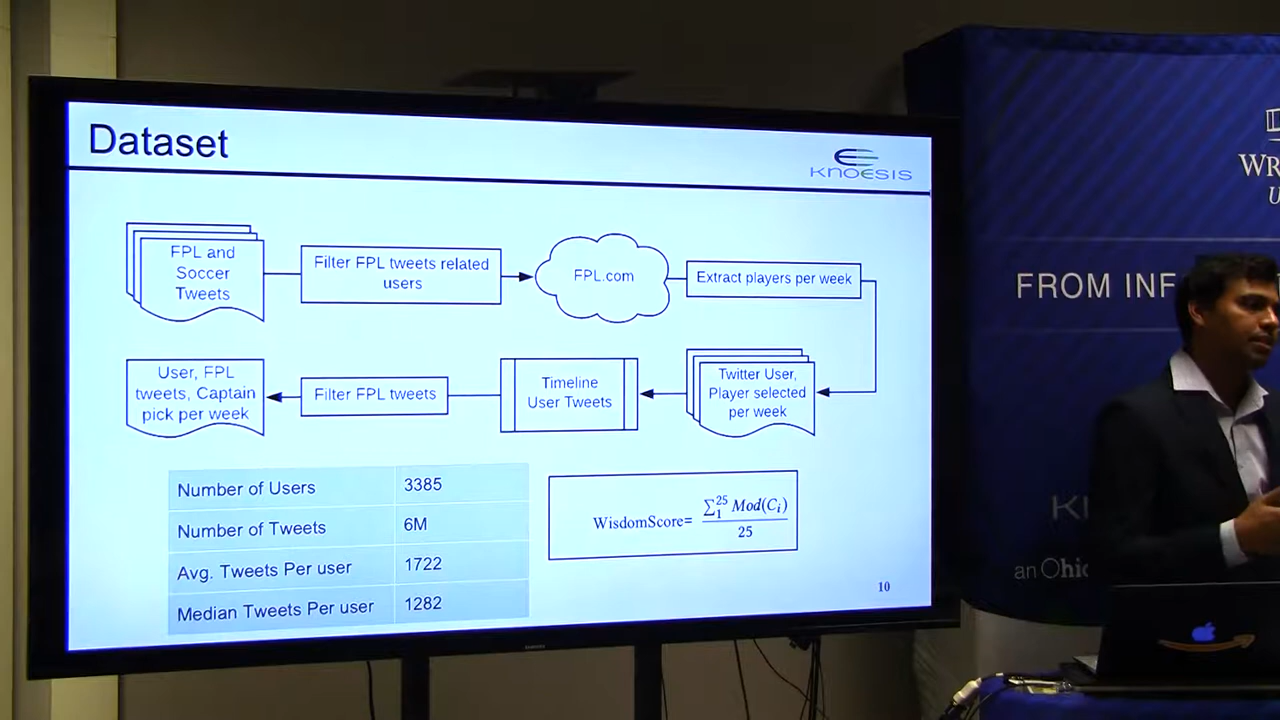 Dataset
KNOESIS
FPL and
Soccer
Tweets
Filter FPL tweets related
users
FPL.com
Extract players per week
User, FPL
tweets, Captain
pick per week
Filter FPL tweets
Timeline
User Tweets
Twitter User,
Player selected
per week
Number of Users 3385
Number of Tweets 6M
Avg. Tweets Per user 1722
Median Tweets Per user 1282
WisdomScore= ∑₁²⁵ Mod(Cᵢ)
25
10
SAMSUNG
WR
U
FROM INF
an Ohio